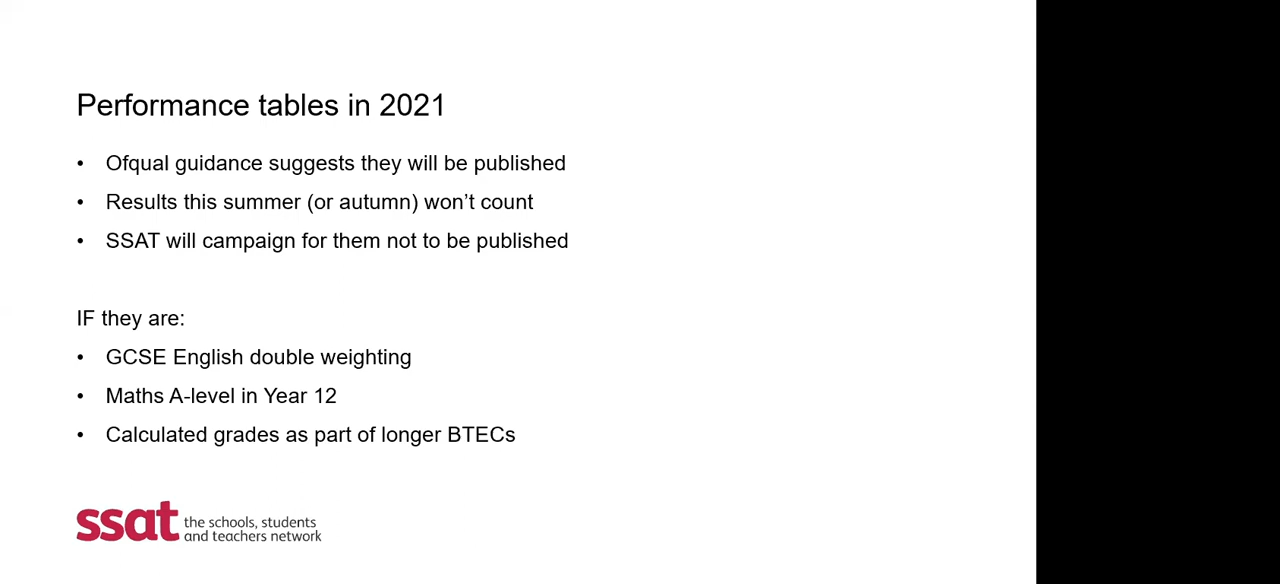 Performance tables in 2021
• Ofqual guidance suggests they will be published
• Results this summer (or autumn) won’t count
• SSAT will campaign for them not to be published
IF they are:
• GCSE English double weighting
• Maths A-level in Year 12
• Calculated grades as part of longer BTECs
ssat the schools, students
and teachers network